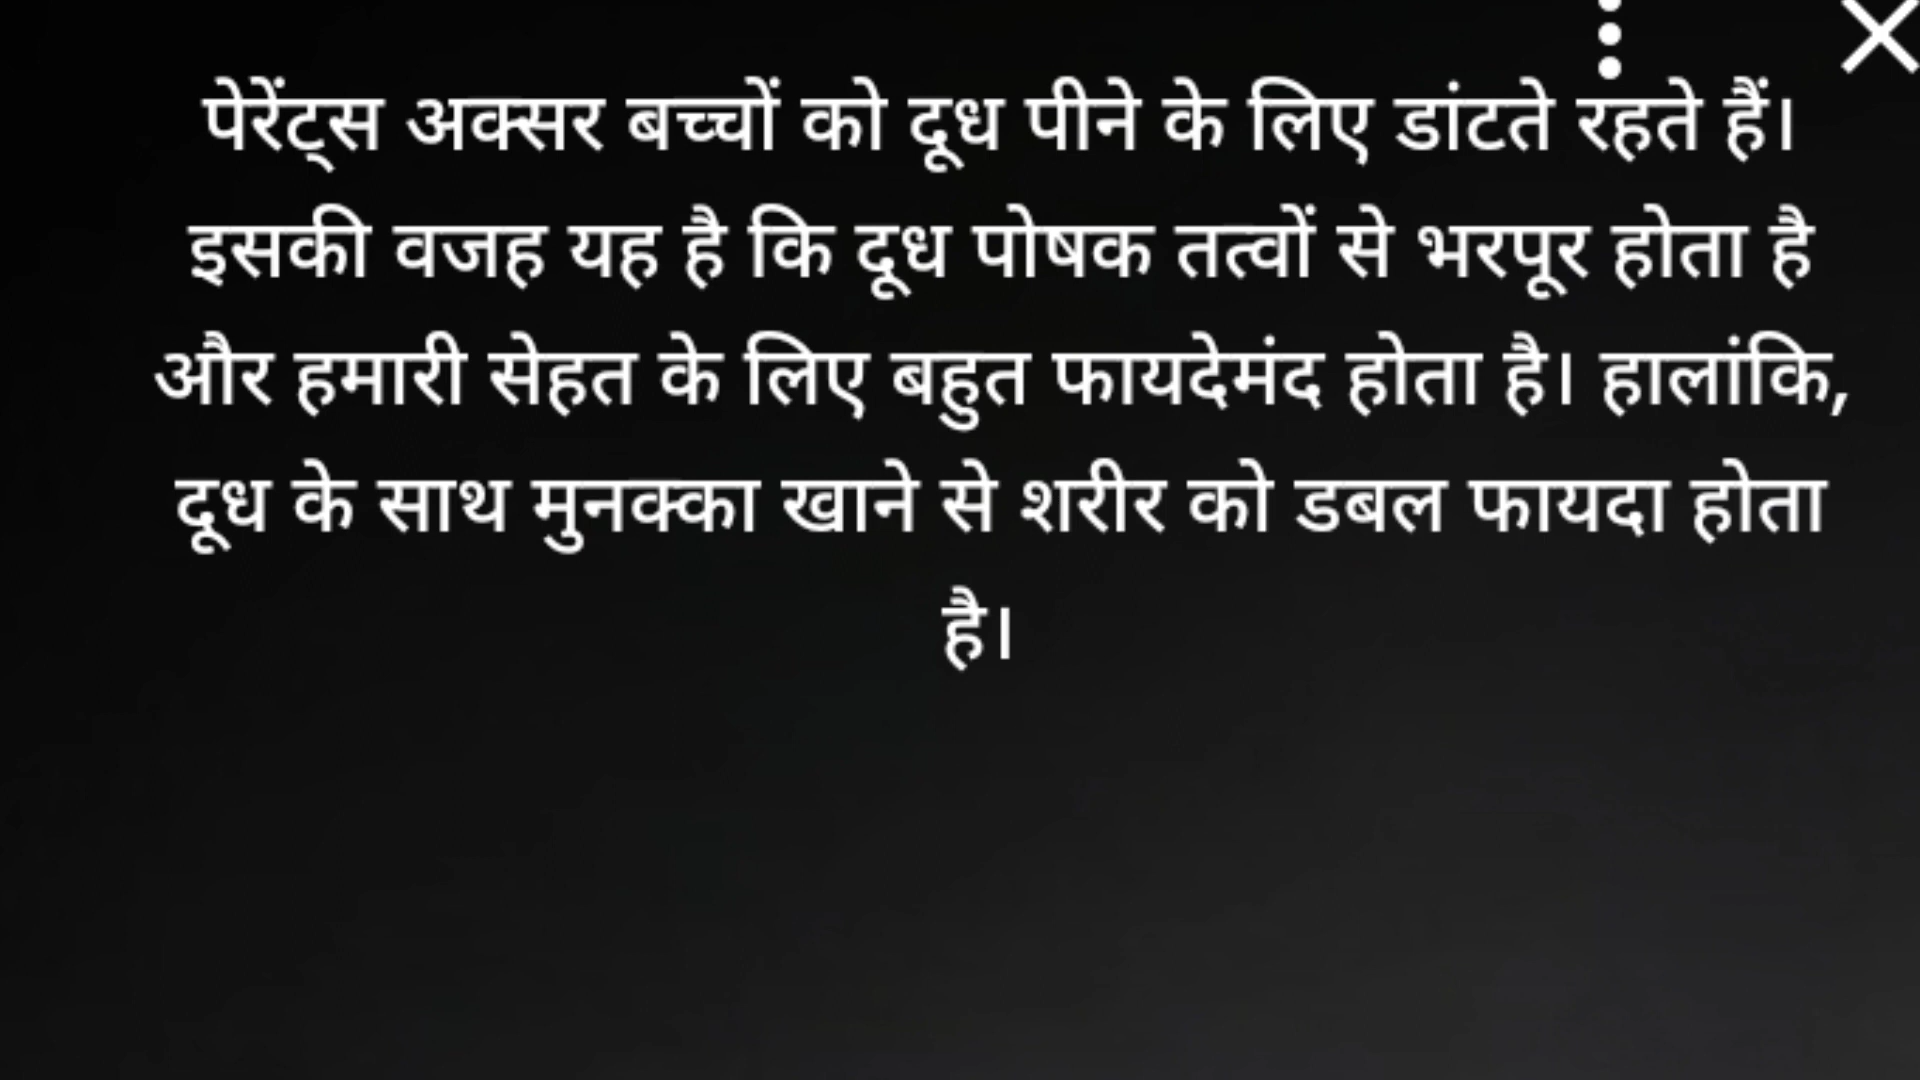 पेरेंट्स अक्सर बच्चों को दूध पीने के लिए डांटते रहते हैं।
इसकी वजह यह है कि दूध पोषक तत्वों से भरपूर होता है
और हमारी सेहत के लिए बहुत फायदेमंद होता है। हालांकि,
दूध के साथ मुनक्का खाने से शरीर को डबल फायदा होता
है।